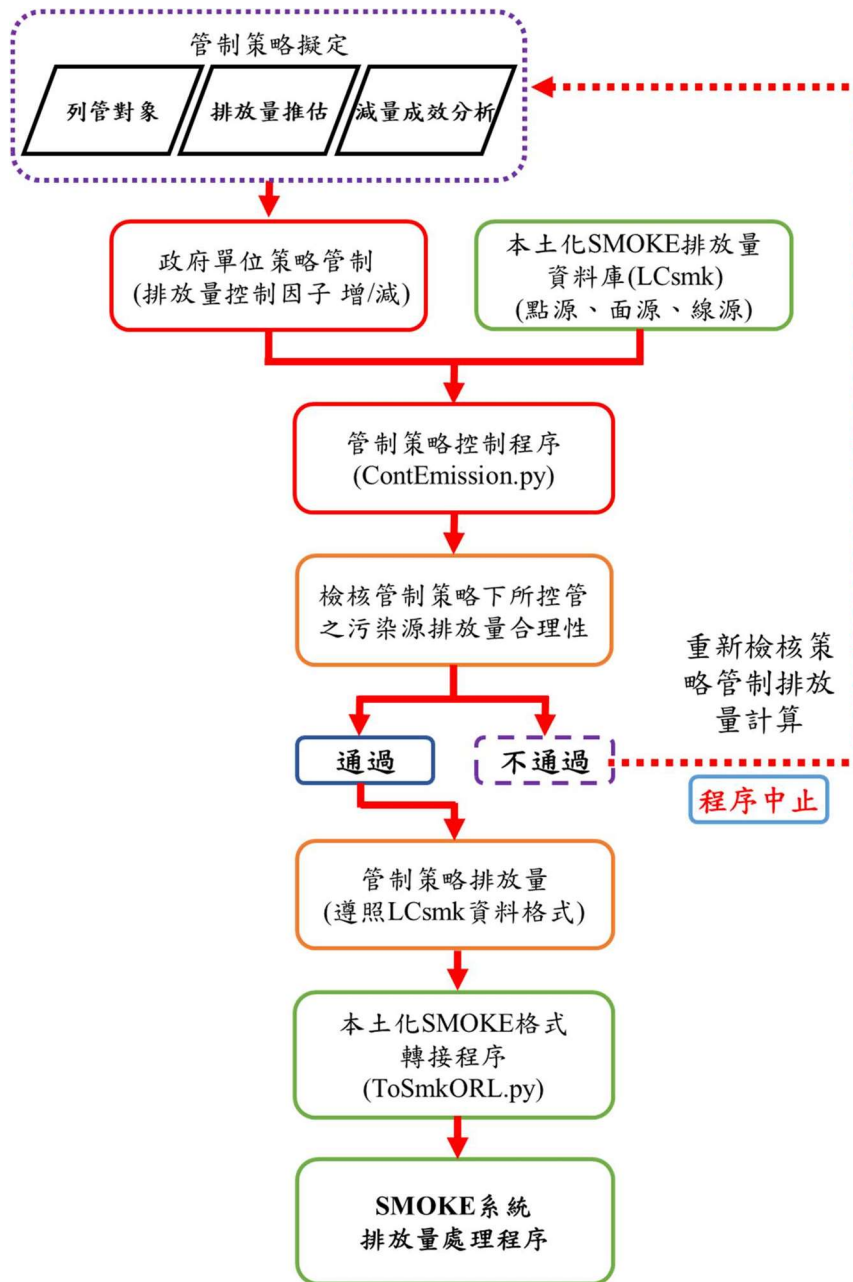 管制策略擬定
列管對象
排放量推估
減量成效分析
政府單位策略管制
(排放量控制因子 增/減)
本土化SMOKE排放量
資料庫(LCsmk)
(點源、面源、線源)
管制策略控制程序
(ContEmission.py)
檢核管制策略下所控管
之污染源排放量合理性
重新檢核策
略管制排放
量計算
通過
不通過
程序中止
管制策略排放量
(遵照LCsmk資料格式)
本土化SMOKE格式
轉接程序
(ToSmkORL.py)
SMOKE系統
排放量處理程序